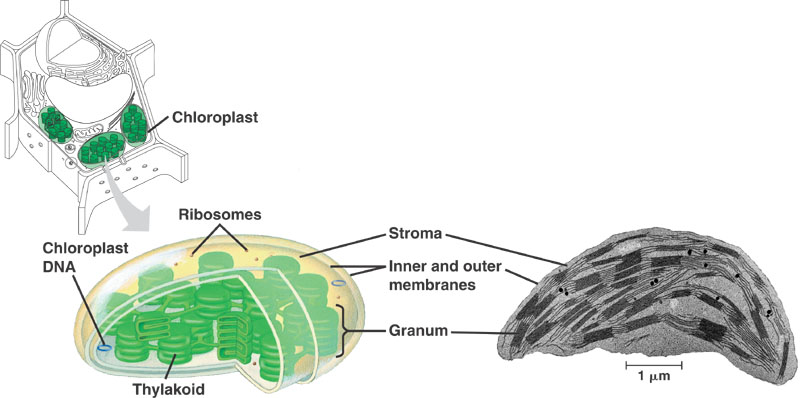 Chloroplast
Ribosomes
Chloroplast
DNA
Stroma
Inner and outer
membranes
Granum
Thylakoid
1 μm